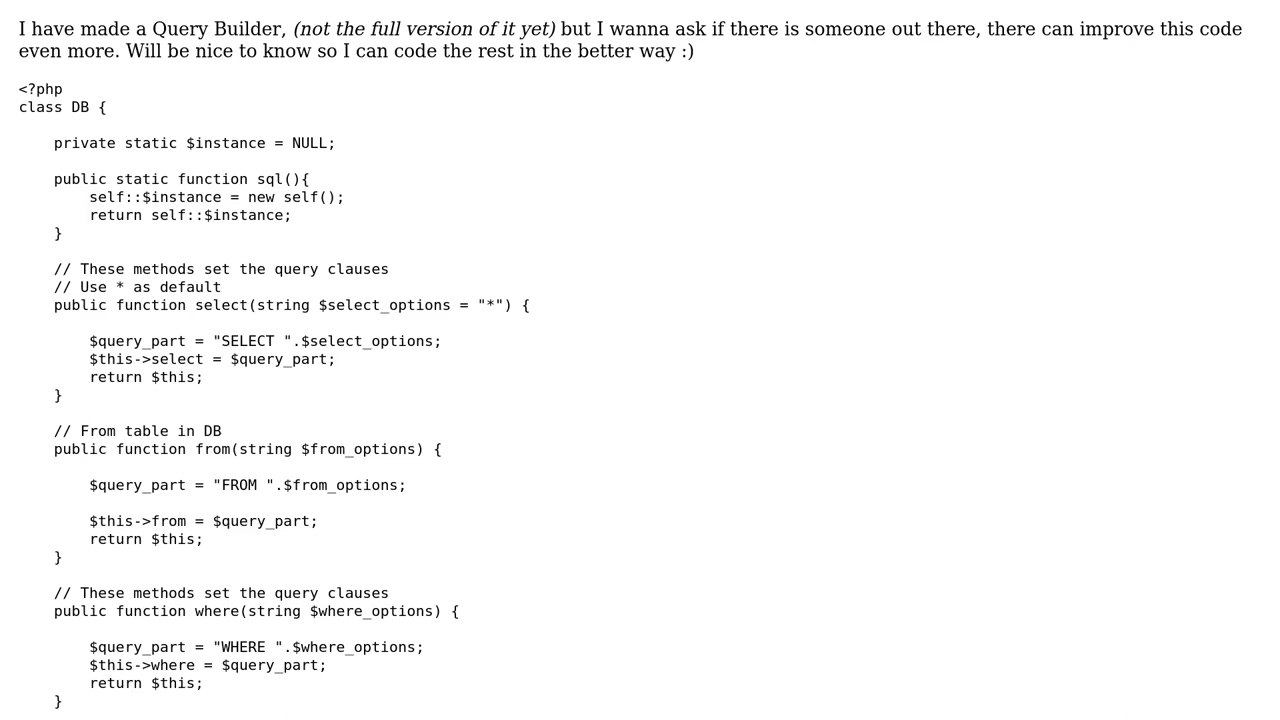 I have made a Query Builder, (not the full version of it yet) but I wanna ask if there is someone out there, there can improve this code
even more. Will be nice to know so I can code the rest in the better way :)
<?php
class DB {
    private static $instance = NULL;
    public static function sql(){
        self::$instance = new self();
        return self::$instance;
    }
    // These methods set the query clauses
    // Use * as default
    public function select(string $select_options = "*") {
        $query_part = "SELECT ".$select_options;
        $this->select = $query_part;
        return $this;
    }
    // From table in DB
    public function from(string $from_options) {
        $query_part = "FROM ".$from_options;
        $this->from = $query_part;
        return $this;
    }
    // These methods set the query clauses
    public function where(string $where_options) {
        $query_part = "WHERE ".$where_options;
        $this->where = $query_part;
        return $this;
    }